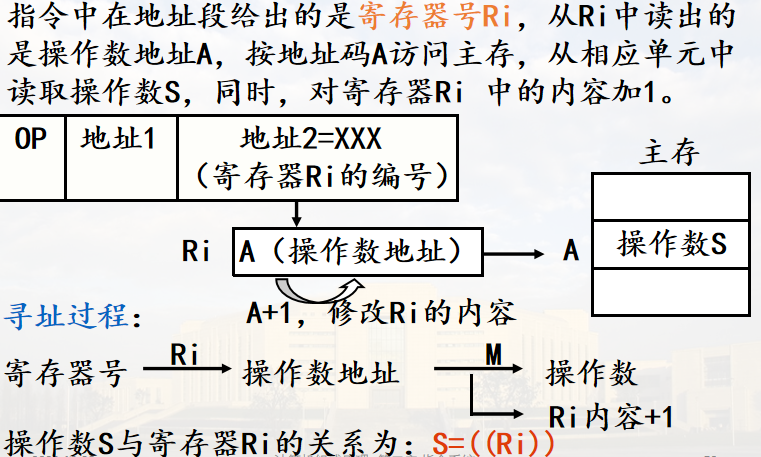 指令中在地址段给出的是寄存器号Ri，从Ri中读出的
是操作数地址A，按地址码A访问主存，从相应单元中
读取操作数S，同时，对寄存器Ri 中的内容加1。
OP 地址1 地址2=XXX
（寄存器Ri的编号）
主存
Ri A（操作数地址） A 操作数S
A+1，修改Ri的内容
寻址过程：
寄存器号 Ri 操作数地址 M 操作数
Ri内容+1
操作数S与寄存器Ri的关系为：S=((Ri))